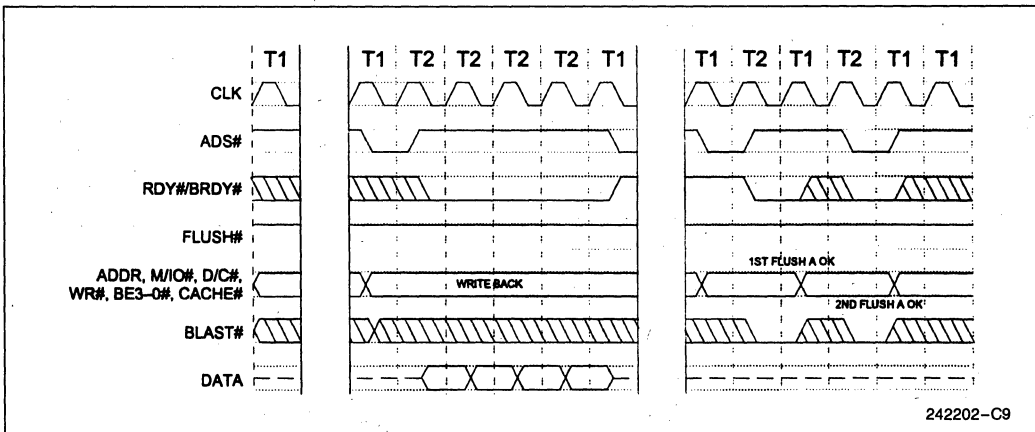 T1 T1 T2 T2 T2 T2 T1 T1 T2 T1 T2 T1 T1
CLK
ADS#
RDY#/BRDY#
FLUSH#
1ST FLUSH A OK
ADDR, M/IO#, D/C#,
WR#, BE3–0#, CACHE#
WRITE BACK
2ND FLUSH A OK
BLAST#
DATA
242202–C9